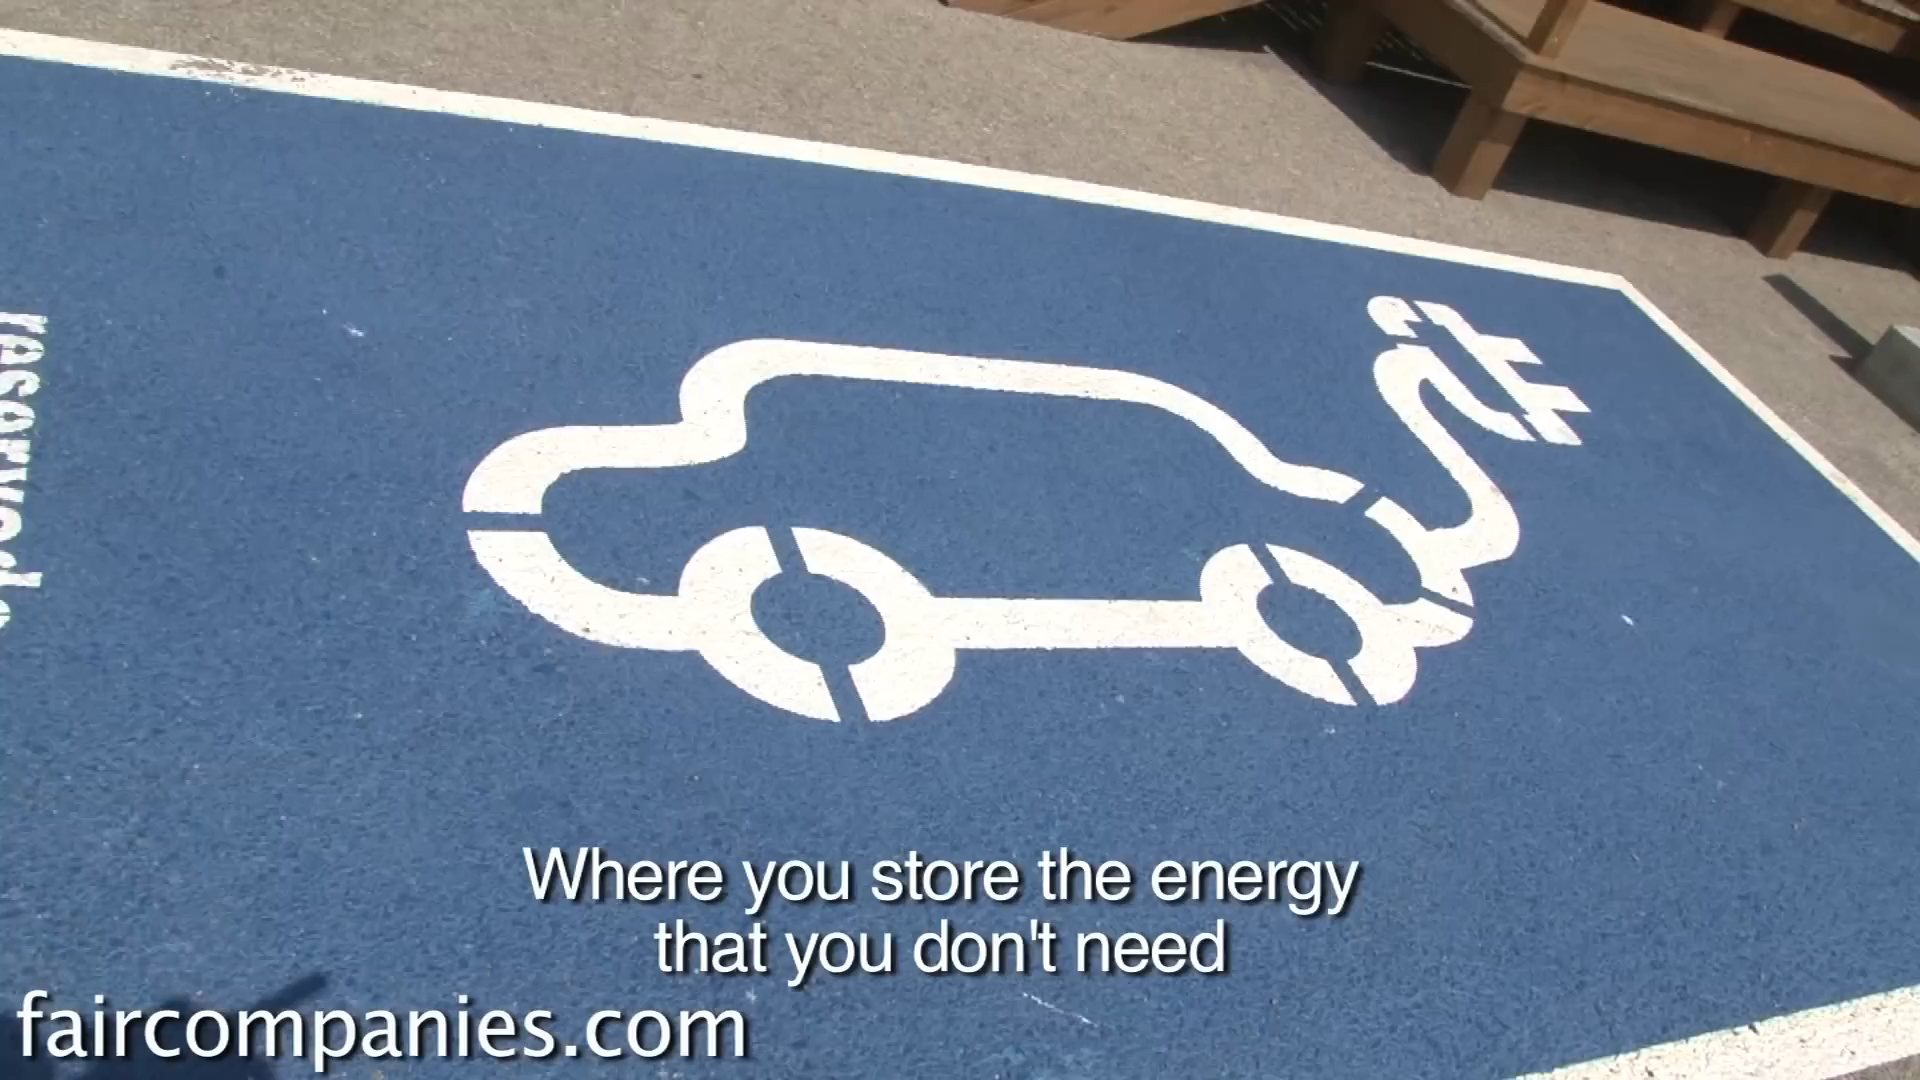 Where you store the energy
that you don't need
faircompanies.com